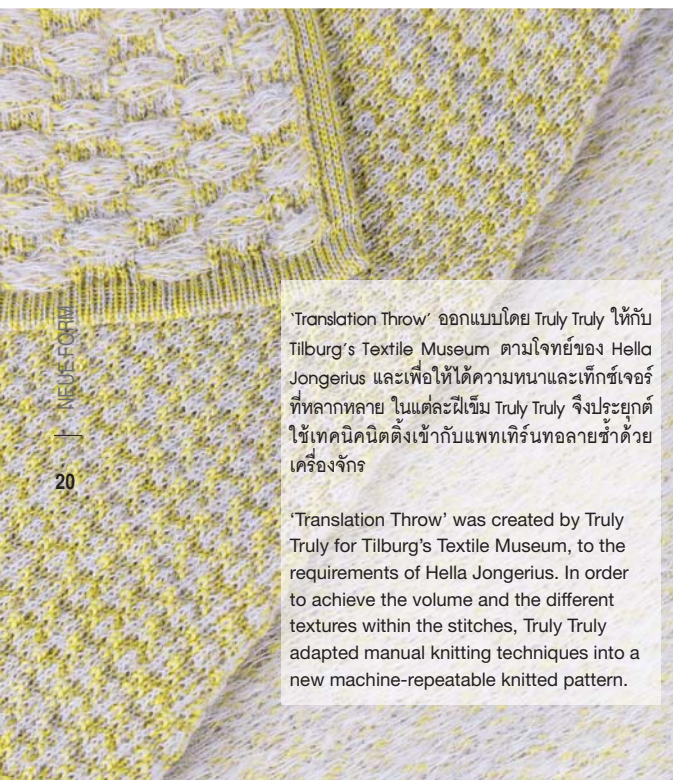 'Translation Throw' ออกแบบโดย Truly Truly ให้กับ
Tilburg's Textile Museum ตามโจทย์ของ Hella
Jongerius และเพื่อให้ได้ความหนาและเท็กซ์เจอร์
ที่หลากหลาย ในแต่ละฝีเข็ม Truly Truly จึงประยุกต์
ใช้เทคนิคนิตติ้งเข้ากับแพทเทิร์นทอลายซ้ำด้วย
เครื่องจักร
'Translation Throw' was created by Truly
Truly for Tilburg's Textile Museum, to the
requirements of Hella Jongerius. In order
to achieve the volume and the different
textures within the stitches, Truly Truly
adapted manual knitting techniques into a
new machine-repeatable knitted pattern.
NEUE FORM
20